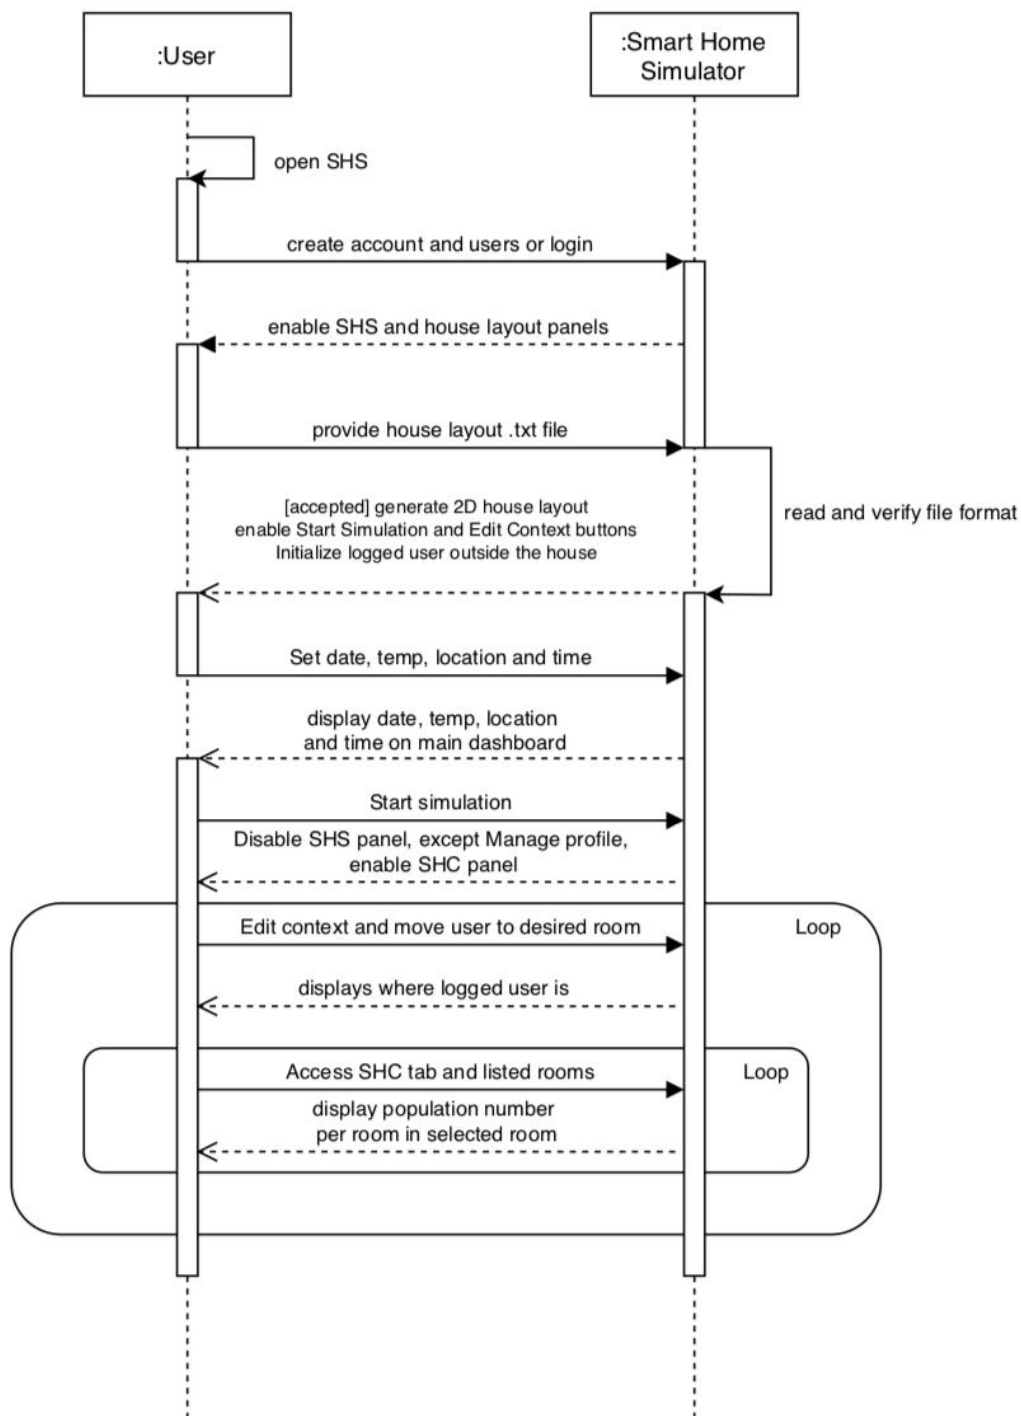 :User
:Smart Home
Simulator
open SHS
create account and users or login
enable SHS and house layout panels
provide house layout .txt file
[accepted] generate 2D house layout
enable Start Simulation and Edit Context buttons
Initialize logged user outside the house
read and verify file format
Set date, temp, location and time
display date, temp, location
and time on main dashboard
Start simulation
Disable SHS panel, except Manage profile,
enable SHC panel
Edit context and move user to desired room
Loop
displays where logged user is
Access SHC tab and listed rooms
Loop
display population number
per room in selected room